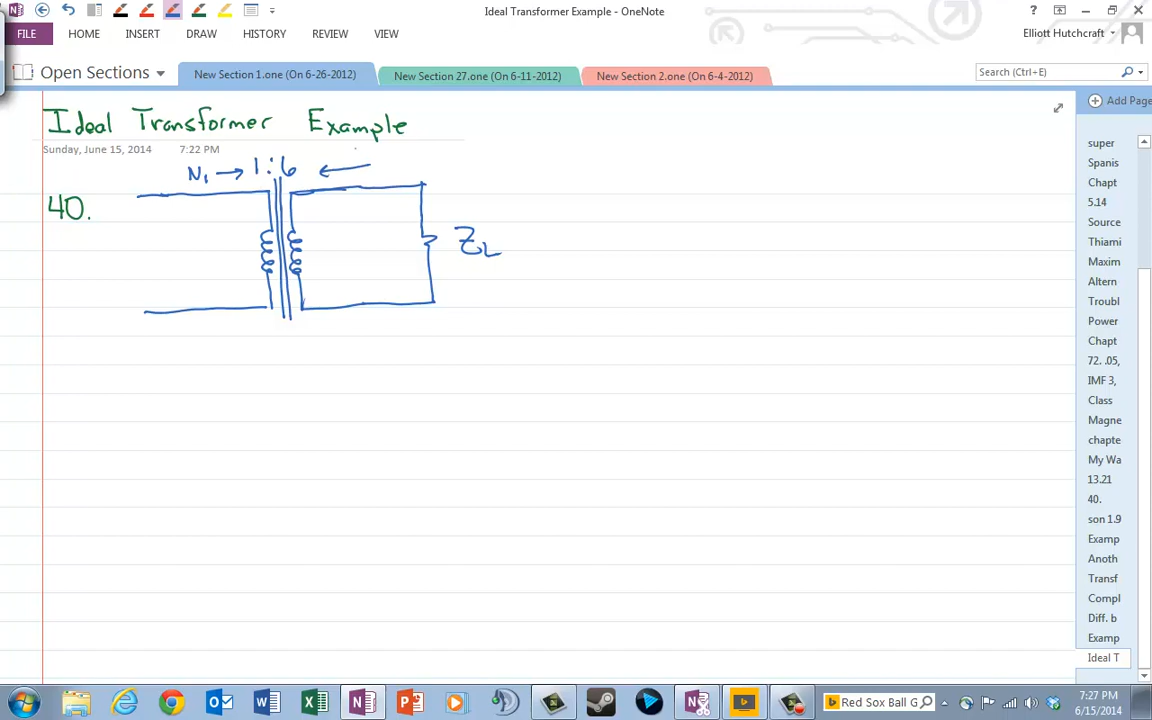 Ideal Transformer Example - OneNote
?
FILE HOME INSERT DRAW HISTORY REVIEW VIEW
Elliott Hutchcraft
Open Sections
New Section 1.one (On 6-26-2012)
New Section 27.one (On 6-11-2012)
New Section 2.one (On 6-4-2012)
Search (Ctrl+E)
Ideal Transformer Example
Sunday, June 15, 2014 7:22 PM
N1 → 1:6 ←
40.
ZL
Add Page
super
Spanis
Chapt
5.14
Source
Thiami
Maxim
Altern
Troubl
Power
Chapt
72. .05,
IMF 3,
Class
Magne
chapte
My Wa
13.21
40.
son 1.9
Examp
Anoth
Transf
Compl
Diff. b
Examp
Ideal T
Red Sox Ball G
7:27 PM
6/15/2014